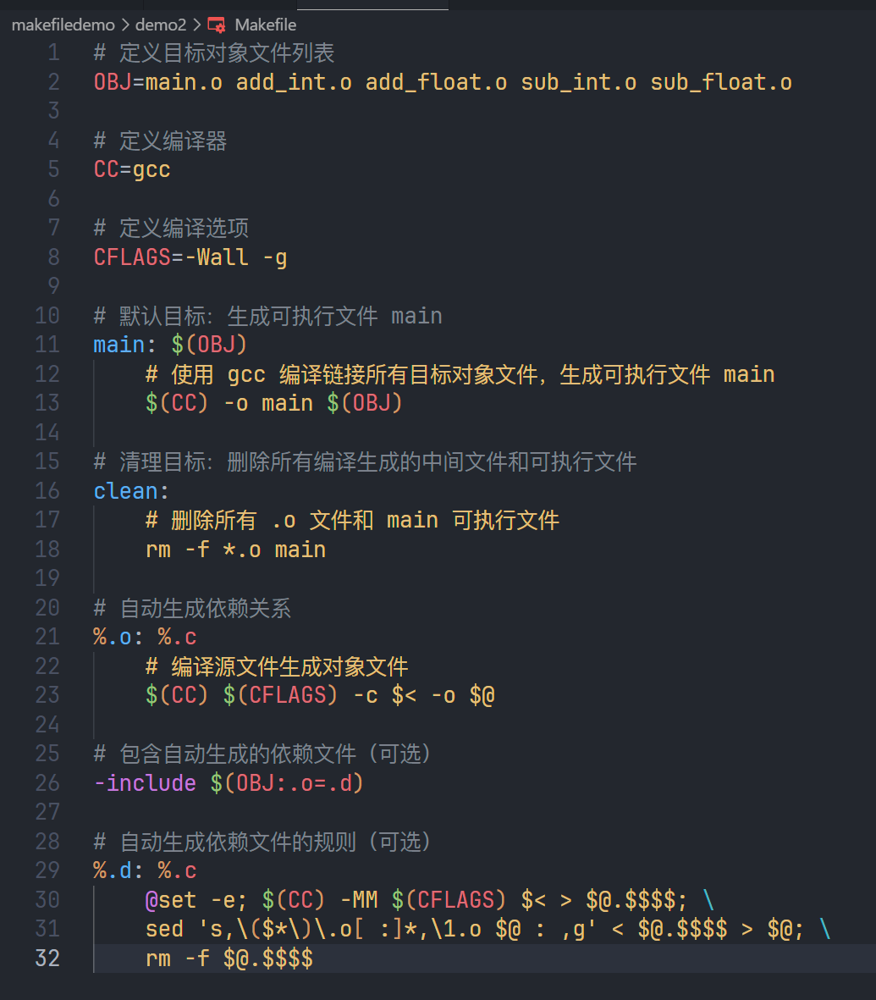 makefiledemo > demo2 > Makefile
1 # 定义目标对象文件列表
2 OBJ=main.o add_int.o add_float.o sub_int.o sub_float.o
3
4 # 定义编译器
5 CC=gcc
6
7 # 定义编译选项
8 CFLAGS=-Wall -g
9
10 # 默认目标: 生成可执行文件 main
11 main: $(OBJ)
12     # 使用 gcc 编译链接所有目标对象文件，生成可执行文件 main
13     $(CC) -o main $(OBJ)
14
15 # 清理目标: 删除所有编译生成的中间文件和可执行文件
16 clean:
17     # 删除所有 .o 文件和 main 可执行文件
18     rm -f *.o main
19
20 # 自动生成依赖关系
21 %.o: %.c
22     # 编译源文件生成对象文件
23     $(CC) $(CFLAGS) -c $< -o $@
24
25 # 包含自动生成的依赖文件（可选）
26 -include $(OBJ:.o=.d)
27
28 # 自动生成依赖文件的规则（可选）
29 %.d: %.c
30     @set -e; $(CC) -MM $(CFLAGS) $< > $@.$$$$; \
31     sed 's,\($*\)\.o[ :]*,\1.o $@ : ,g' < $@.$$$$ > $@; \
32     rm -f $@.$$$$